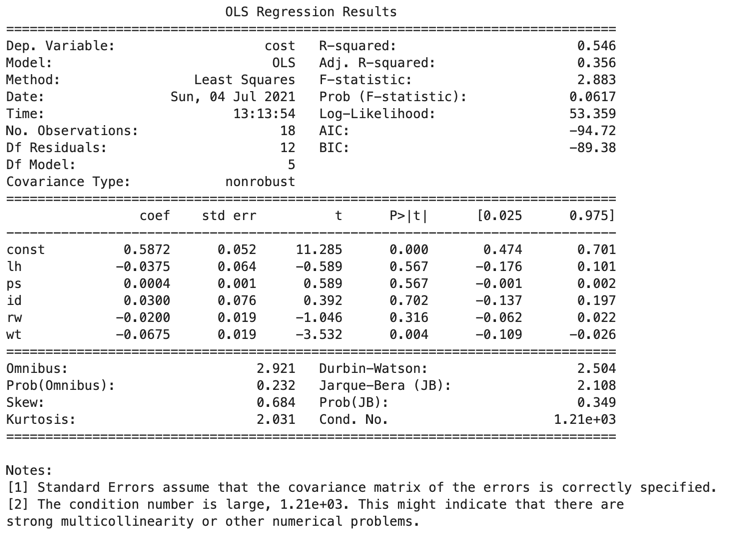 OLS Regression Results
==============================================================================
Dep. Variable: cost R-squared: 0.546
Model: OLS Adj. R-squared: 0.356
Method: Least Squares F-statistic: 2.883
Date: Sun, 04 Jul 2021 Prob (F-statistic): 0.0617
Time: 13:13:54 Log-Likelihood: 53.359
No. Observations: 18 AIC: -94.72
Df Residuals: 12 BIC: -89.38
Df Model: 5
Covariance Type: nonrobust
==============================================================================
coef std err t P>|t| [0.025 0.975]
------------------------------------------------------------------------------
const 0.5872 0.052 11.285 0.000 0.474 0.701
lh -0.0375 0.064 -0.589 0.567 -0.176 0.101
ps 0.0004 0.001 0.589 0.567 -0.001 0.002
id 0.0300 0.076 0.392 0.702 -0.137 0.197
rw -0.0200 0.019 -1.046 0.316 -0.062 0.022
wt -0.0675 0.019 -3.532 0.004 -0.109 -0.026
==============================================================================
Omnibus: 2.921 Durbin-Watson: 2.504
Prob(Omnibus): 0.232 Jarque-Bera (JB): 2.108
Skew: 0.684 Prob(JB): 0.349
Kurtosis: 2.031 Cond. No. 1.21e+03
==============================================================================
Notes:
[1] Standard Errors assume that the covariance matrix of the errors is correctly specified.
[2] The condition number is large, 1.21e+03. This might indicate that there are
strong multicollinearity or other numerical problems.